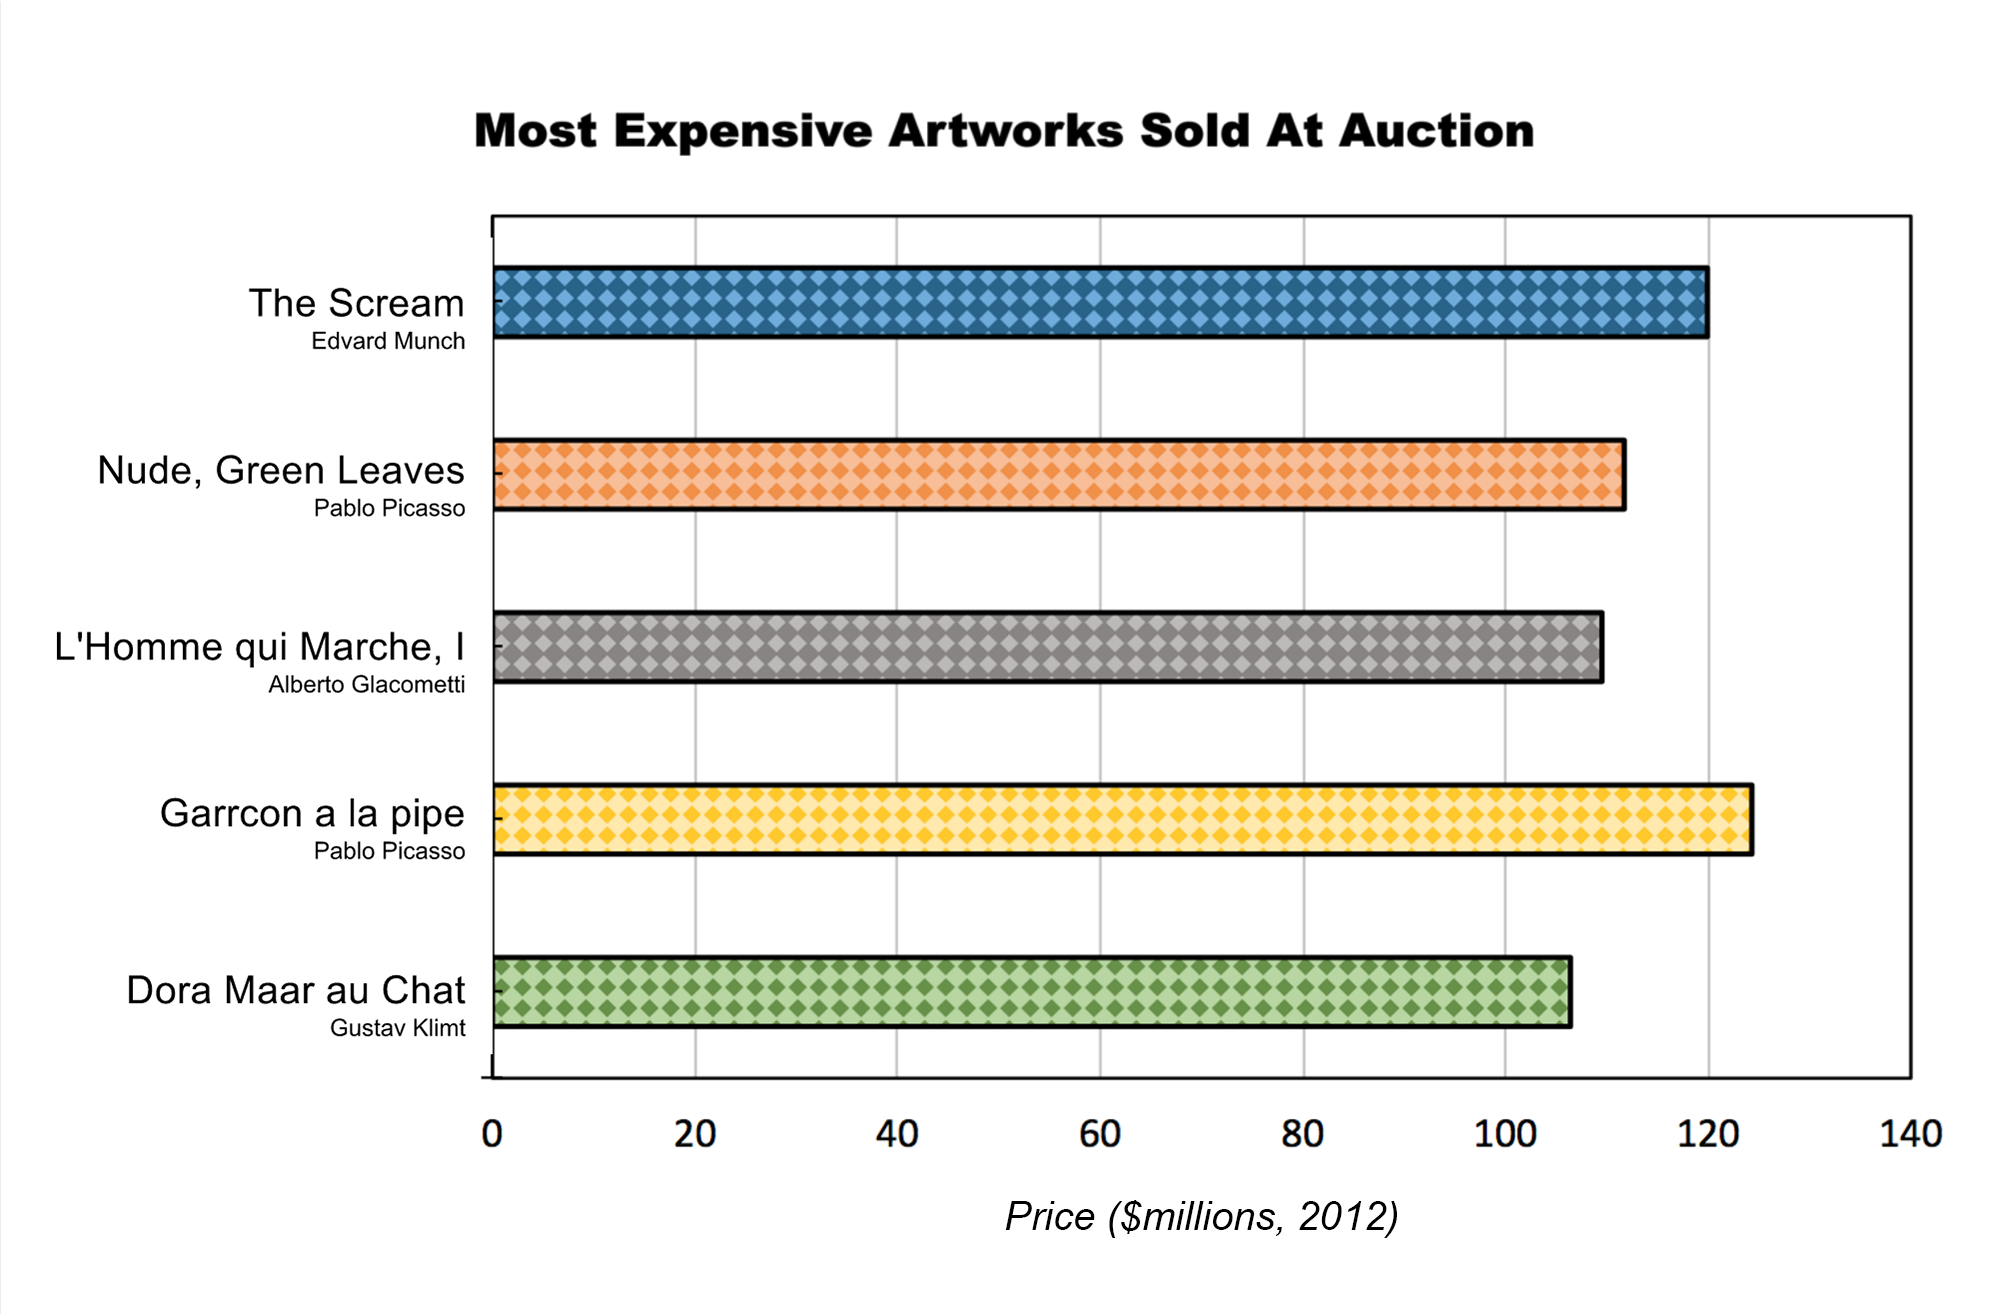 Most Expensive Artworks Sold At Auction
The Scream
Edvard Munch
Nude, Green Leaves
Pablo Picasso
L'Homme qui Marche, I
Alberto Glacometti
Garrcon a la pipe
Pablo Picasso
Dora Maar au Chat
Gustav Klimt
0 20 40 60 80 100 120 140
Price ($millions, 2012)